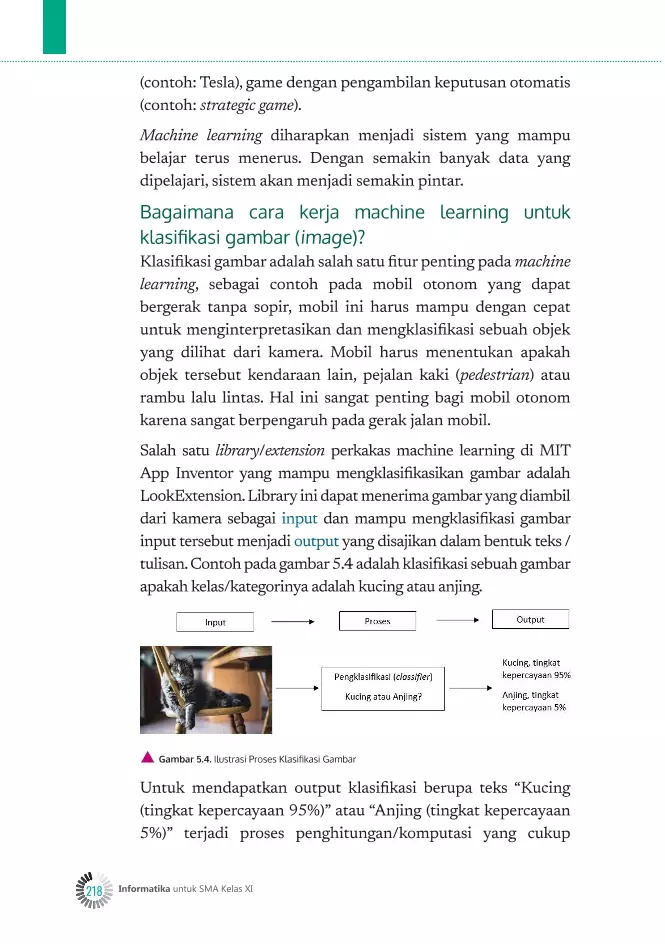 (contoh: Tesla), game dengan pengambilan keputusan otomatis
(contoh: strategic game).
Machine learning diharapkan menjadi sistem yang mampu
belajar terus menerus. Dengan semakin banyak data yang
dipelajari, sistem akan menjadi semakin pintar.
Bagaimana cara kerja machine learning untuk
klasifikasi gambar (image)?
Klasifikasi gambar adalah salah satu fitur penting pada machine
learning, sebagai contoh pada mobil otonom yang dapat
bergerak tanpa sopir, mobil ini harus mampu dengan cepat
untuk menginterpretasikan dan mengklasifikasi sebuah objek
yang dilihat dari kamera. Mobil harus menentukan apakah
objek tersebut kendaraan lain, pejalan kaki (pedestrian) atau
rambu lalu lintas. Hal ini sangat penting bagi mobil otonom
karena sangat berpengaruh pada gerak jalan mobil.
Salah satu library/extension perkakas machine learning di MIT
App Inventor yang mampu mengklasifikasikan gambar adalah
LookExtension. Library ini dapat menerima gambar yang diambil
dari kamera sebagai input dan mampu mengklasifikasi gambar
input tersebut menjadi output yang disajikan dalam bentuk teks /
tulisan. Contoh pada gambar 5.4 adalah klasifikasi sebuah gambar
apakah kelas/kategorinya adalah kucing atau anjing.
Input
Proses
Output
Pengklasifikasi (classifier)
Kucing atau Anjing?
Kucing, tingkat
kepercayaan 95%
Anjing, tingkat
kepercayaan 5%
Gambar 5.4. Ilustrasi Proses Klasifikasi Gambar
Untuk mendapatkan output klasifikasi berupa teks “Kucing
(tingkat kepercayaan 95%)” atau “Anjing (tingkat kepercayaan
5%)” terjadi proses penghitungan/komputasi yang cukup
218
Informatika untuk SMA Kelas XI